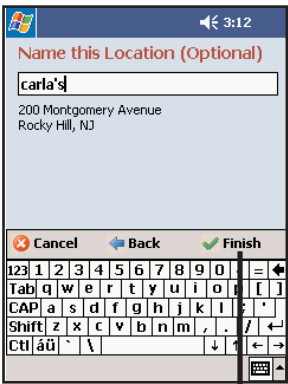 3:12
Name this Location (Optional)
carla's
200 Montgomery Avenue
Rocky Hill, NJ
Cancel Back Finish
123 1 2 3 4 5 6 7 8 9 0 = 
Tab q w e r t y u i o p [ ]
CAP a s d f g h j k l ; '
Shift z x c v b n m , . / ↵
Ctl áü ` \ ↓ ↑ ← →